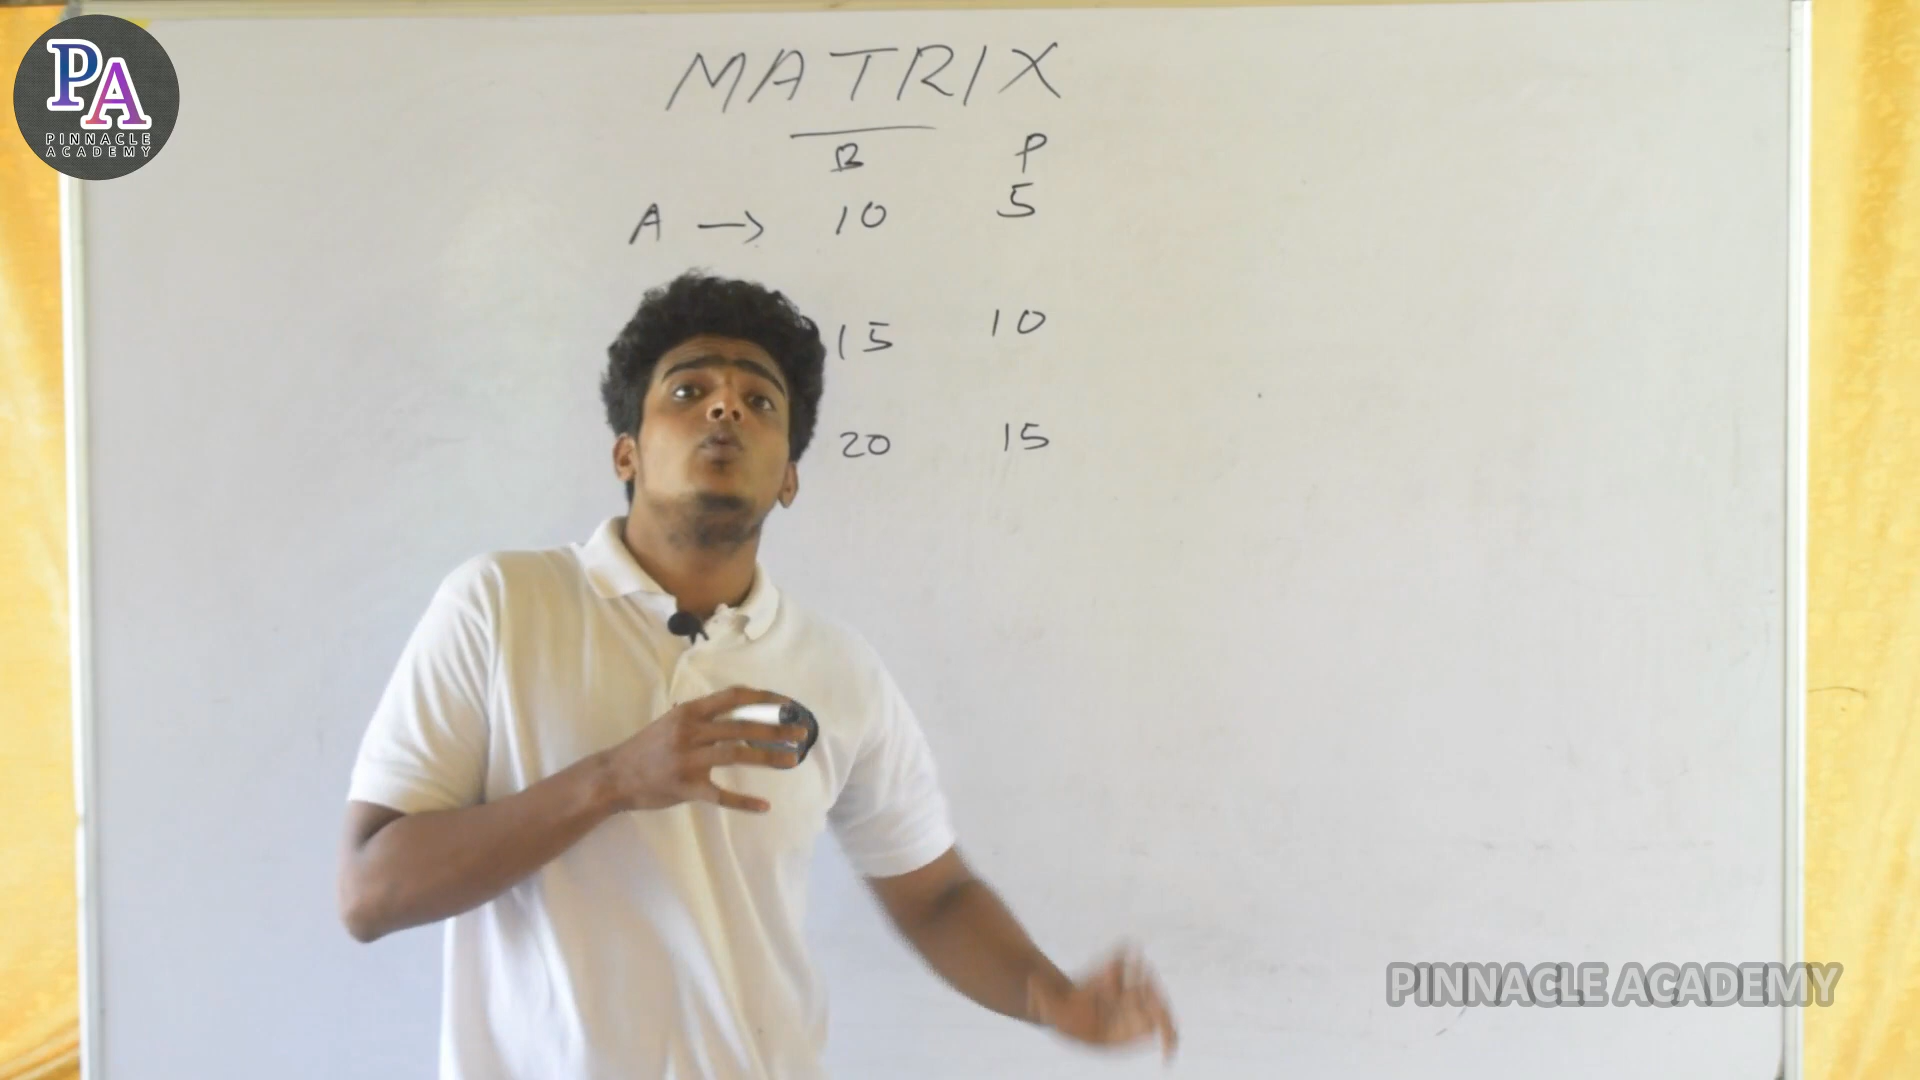 PA
PINNACLE
ACADEMY
MATRIX
B P
A → 10 5
15 10
20 15
PINNACLE ACADEMY